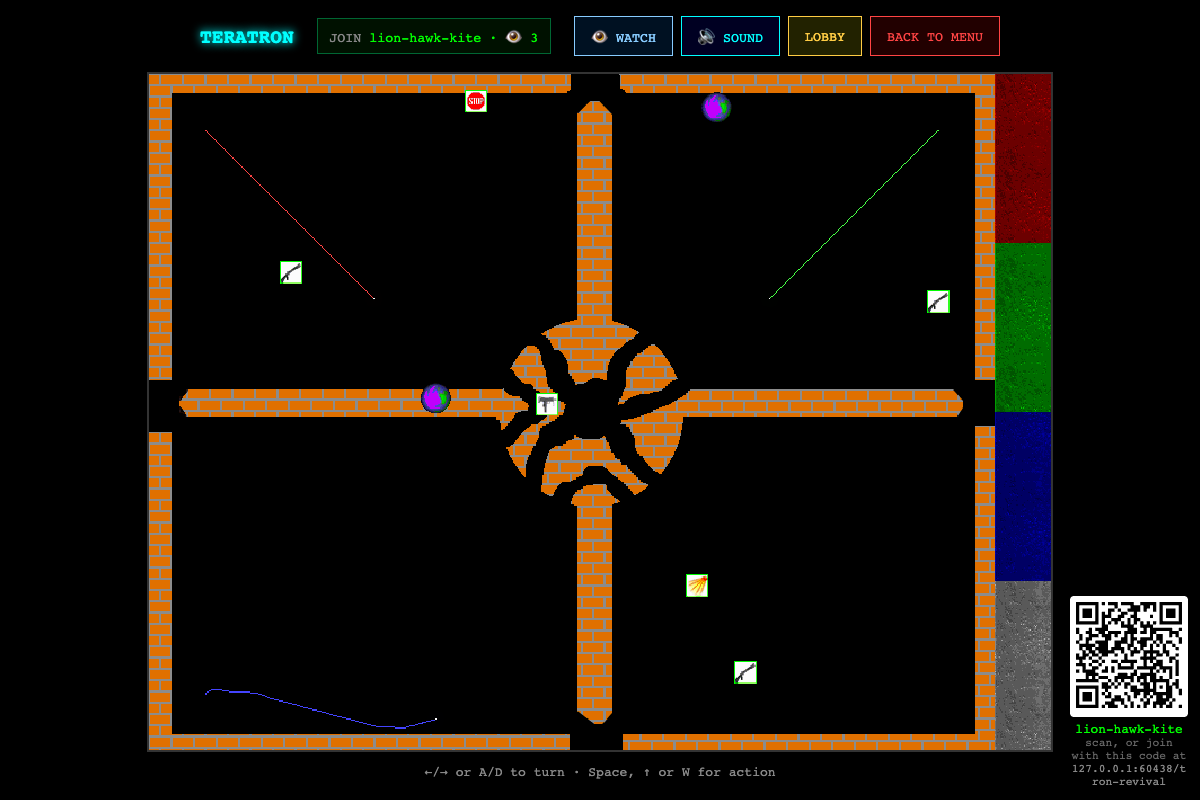 TERATRON
JOIN lion-hawk-kite · 3
WATCH
SOUND
LOBBY
BACK TO MENU
STOP
lion-hawk-kite
scan, or join
with this code at
127.0.0.1:60438/t
ron-revival
←/→ or A/D to turn · Space, ↑ or W for action